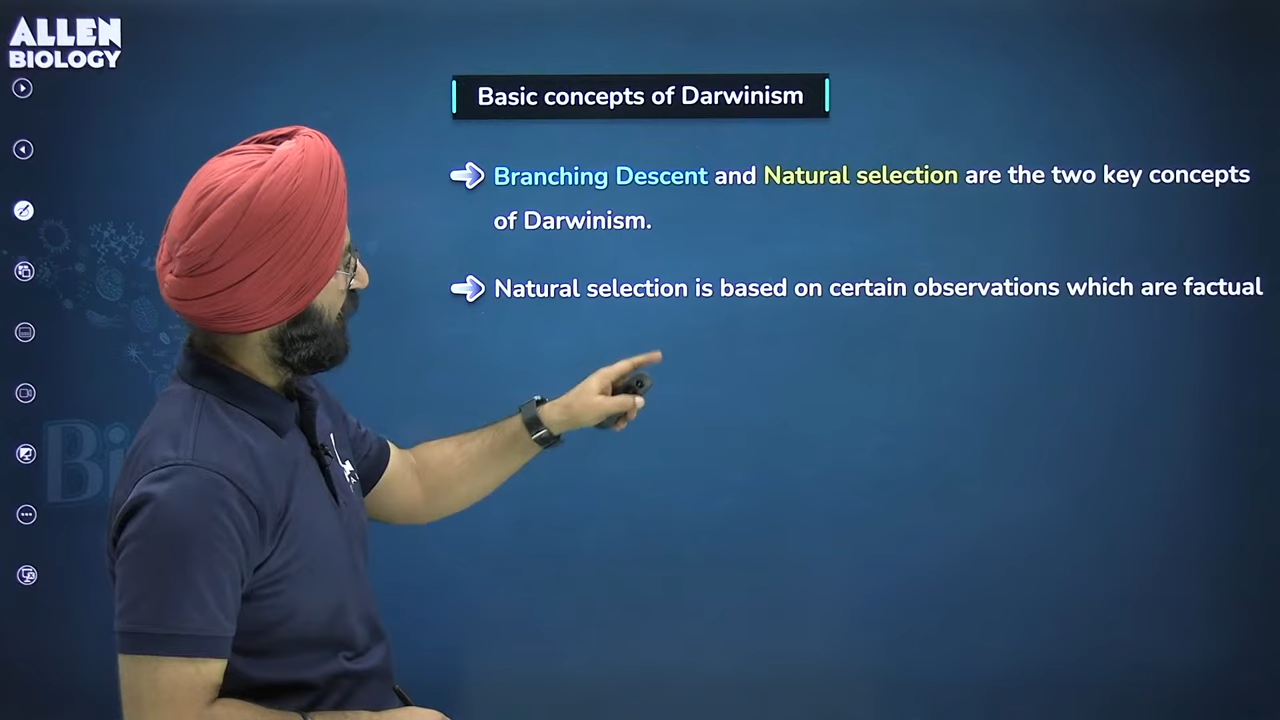 ALLEN
BIOLOGY
Basic concepts of Darwinism
Branching Descent and Natural selection are the two key concepts
of Darwinism.
Natural selection is based on certain observations which are factual
Bi